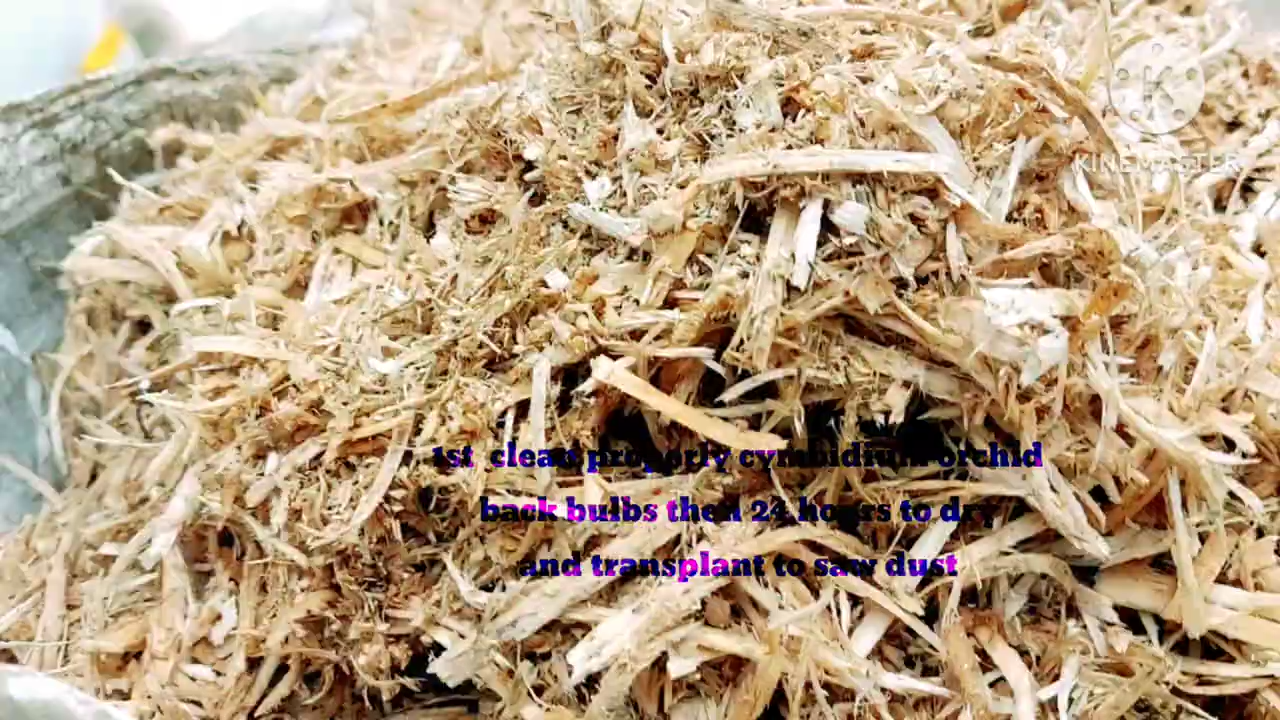 K
KINEMASTER
1st clean properly cymbidium orchid
back bulbs then 24 hours to dry
and transplant to saw dust